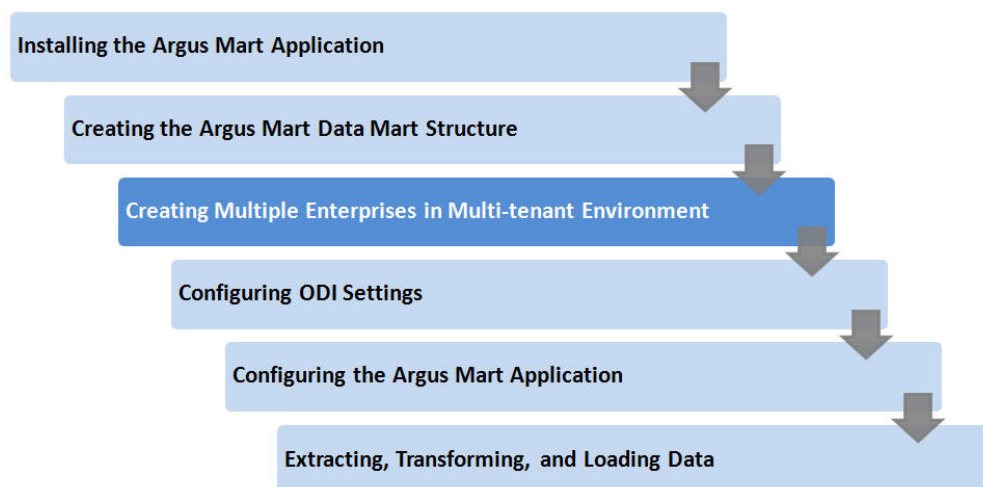 Installing the Argus Mart Application
Creating the Argus Mart Data Mart Structure
Creating Multiple Enterprises in Multi-tenant Environment
Configuring ODI Settings
Configuring the Argus Mart Application
Extracting, Transforming, and Loading Data